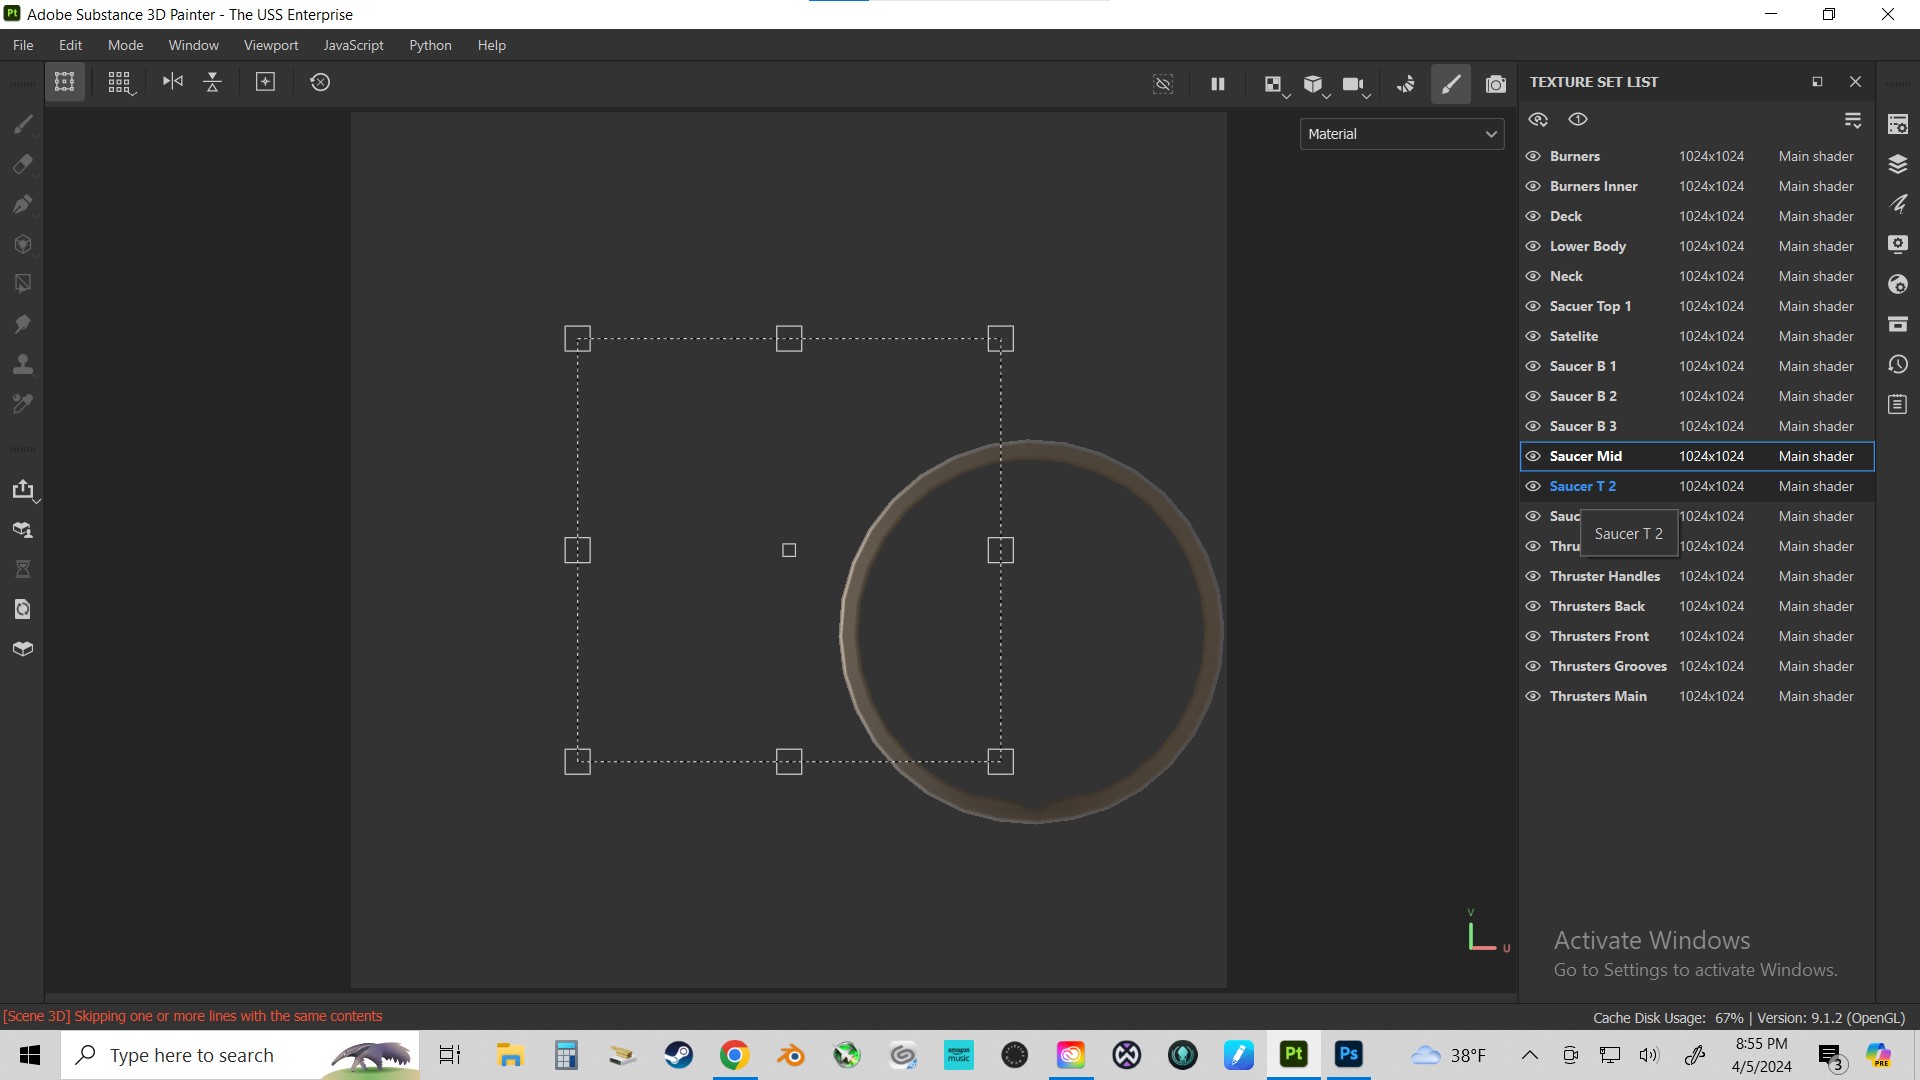 Adobe Substance 3D Painter - The USS Enterprise
File Edit Mode Window Viewport JavaScript Python Help
TEXTURE SET LIST
Material
Burners 1024x1024 Main shader
Burners Inner 1024x1024 Main shader
Deck 1024x1024 Main shader
Lower Body 1024x1024 Main shader
Neck 1024x1024 Main shader
Sacuer Top 1 1024x1024 Main shader
Satelite 1024x1024 Main shader
Saucer B 1 1024x1024 Main shader
Saucer B 2 1024x1024 Main shader
Saucer B 3 1024x1024 Main shader
Saucer Mid 1024x1024 Main shader
Saucer T 2 1024x1024 Main shader
Sauc 1024x1024 Main shader
Saucer T 2
Thru 1024x1024 Main shader
Thruster Handles 1024x1024 Main shader
Thrusters Back 1024x1024 Main shader
Thrusters Front 1024x1024 Main shader
Thrusters Grooves 1024x1024 Main shader
Thrusters Main 1024x1024 Main shader
V
U
Activate Windows
Go to Settings to activate Windows.
[Scene 3D] Skipping one or more lines with the same contents
Cache Disk Usage: 67% | Version: 9.1.2 (OpenGL)
Type here to search
amazon music
Pt
Ps
38°F
8:55 PM
4/5/2024
3
PRE